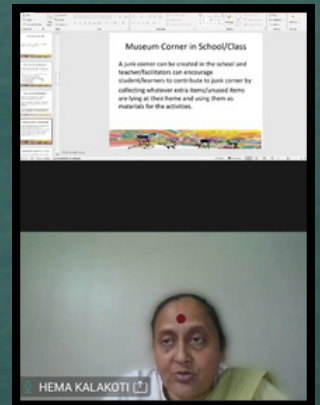 Museum Corner in School/Class
A junk corner can be created in the school and
teacher/facilitators can encourage
student/learners to contribute to junk corner by
collecting whatever extra items/unused items
are lying at their home and using them as
materials for the activities.
HEMA KALAKOTI